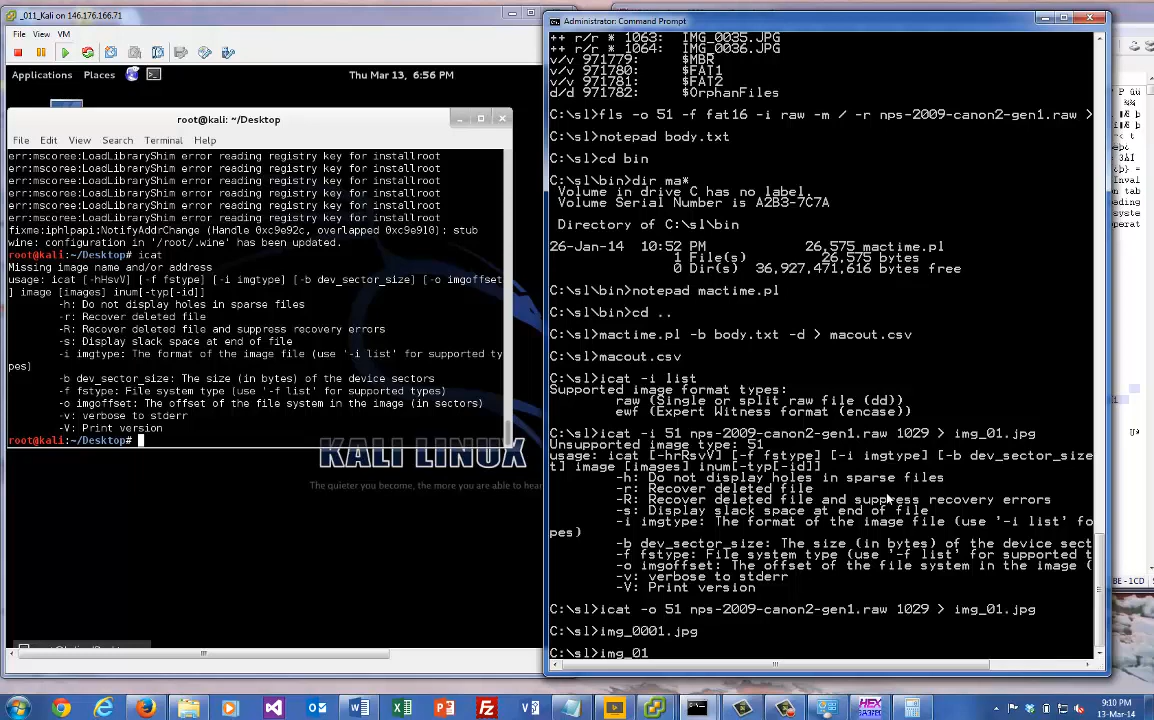 _011_Kali on 146.176.166.71
File View VM
Applications Places
Thu Mar 13, 6:56 PM
root@kali: ~/Desktop
File Edit View Search Terminal Help
err:mscoree:LoadLibraryShim error reading registry key for installroot
err:mscoree:LoadLibraryShim error reading registry key for installroot
err:mscoree:LoadLibraryShim error reading registry key for installroot
err:mscoree:LoadLibraryShim error reading registry key for installroot
err:mscoree:LoadLibraryShim error reading registry key for installroot
err:mscoree:LoadLibraryShim error reading registry key for installroot
fixme:iphlpapi:NotifyAddrChange (Handle 0xc9e92c, overlapped 0xc9e910): stub
wine: configuration in '/root/.wine' has been updated.
root@kali:~/Desktop# icat
Missing image name and/or address
usage: icat [-hHsvV] [-f fstype] [-i imgtype] [-b dev_sector_size] [-o imgoffset
] image [images] inum[-typ[-id]]
-h: Do not display holes in sparse files
-r: Recover deleted file
-R: Recover deleted file and suppress recovery errors
-s: Display slack space at end of file
-i imgtype: The format of the image file (use '-i list' for supported ty
pes)
-b dev_sector_size: The size (in bytes) of the device sectors
-f fstype: File system type (use '-f list' for supported types)
-o imgoffset: The offset of the file system in the image (in sectors)
-v: verbose to stderr
-V: Print version
root@kali:~/Desktop#
KALI LINUX
The quieter you become, the more you are able to hear.
Administrator: Command Prompt
++ r/r * 1063: IMG_0035.JPG
++ r/r * 1064: IMG_0036.JPG
v/v 971779: $MBR
v/v 971780: $FAT1
v/v 971781: $FAT2
d/d 971782: $OrphanFiles
C:\sl>fls -o 51 -f fat16 -i raw -m / -r nps-2009-canon2-gen1.raw >
C:\sl>notepad body.txt
C:\sl>cd bin
C:\sl\bin>dir ma*
Volume in drive C has no label.
Volume Serial Number is A2B3-7C7A
Directory of C:\sl\bin
26-Jan-14 10:52 PM 26,575 mactime.pl
1 File(s) 26,575 bytes
0 Dir(s) 36,927,471,616 bytes free
C:\sl\bin>notepad mactime.pl
C:\sl\bin>cd ..
C:\sl>mactime.pl -b body.txt -d > macout.csv
C:\sl>macout.csv
C:\sl>icat -i list
Supported image format types:
raw (Single or split raw file (dd))
ewf (Expert Witness format (encase))
C:\sl>icat -i 51 nps-2009-canon2-gen1.raw 1029 > img_01.jpg
Unsupported image type: 51
usage: icat [-hrRsvV] [-f fstype] [-i imgtype] [-b dev_sector_size
t] image [images] inum[-typ[-id]]
-h: Do not display holes in sparse files
-r: Recover deleted file
-R: Recover deleted file and suppress recovery errors
-s: Display slack space at end of file
-i imgtype: The format of the image file (use '-i list' fo
pes)
-b dev_sector_size: The size (in bytes) of the device sect
-f fstype: File system type (use '-f list' for supported t
-o imgoffset: The offset of the file system in the image (
-v: verbose to stderr
-V: Print version
C:\sl>icat -o 51 nps-2009-canon2-gen1.raw 1029 > img_01.jpg
C:\sl>img_0001.jpg
C:\sl>img_01
9:10 PM
13-Mar-14